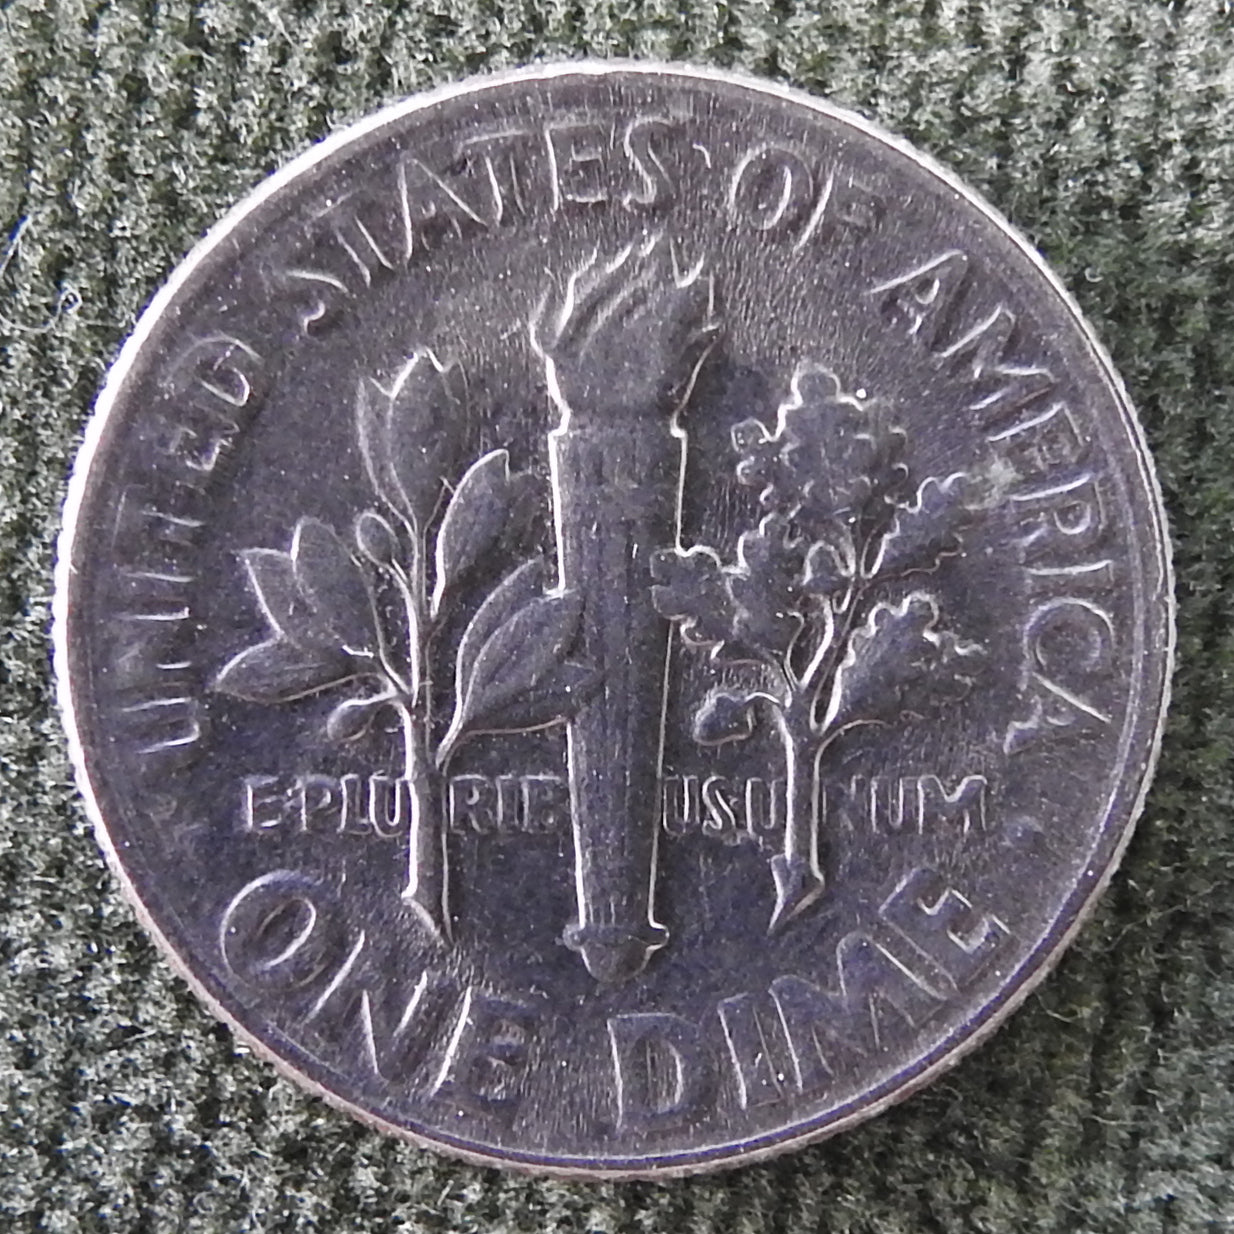 UNITED STATES OF AMERICA
E PLURIBUS UNUM
ONE DIME